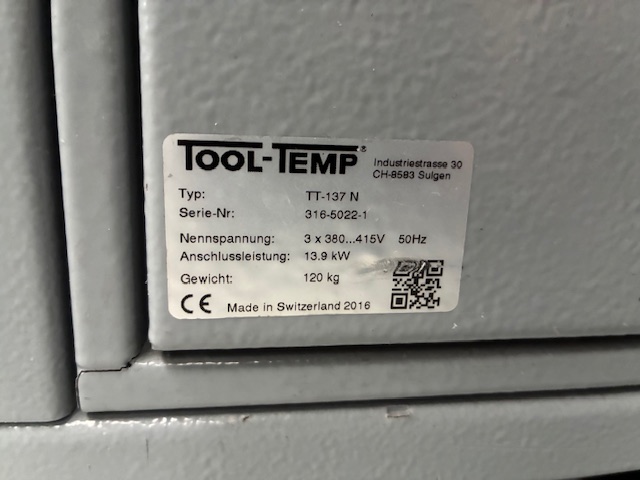 TOOL-TEMP®
Industriestrasse 30
CH-8583 Sulgen
Typ: TT-137 N
Serie-Nr: 316-5022-1
Nennspannung: 3 x 380...415V 50Hz
Anschlussleistung: 13.9 kW
Gewicht: 120 kg
CE Made in Switzerland 2016